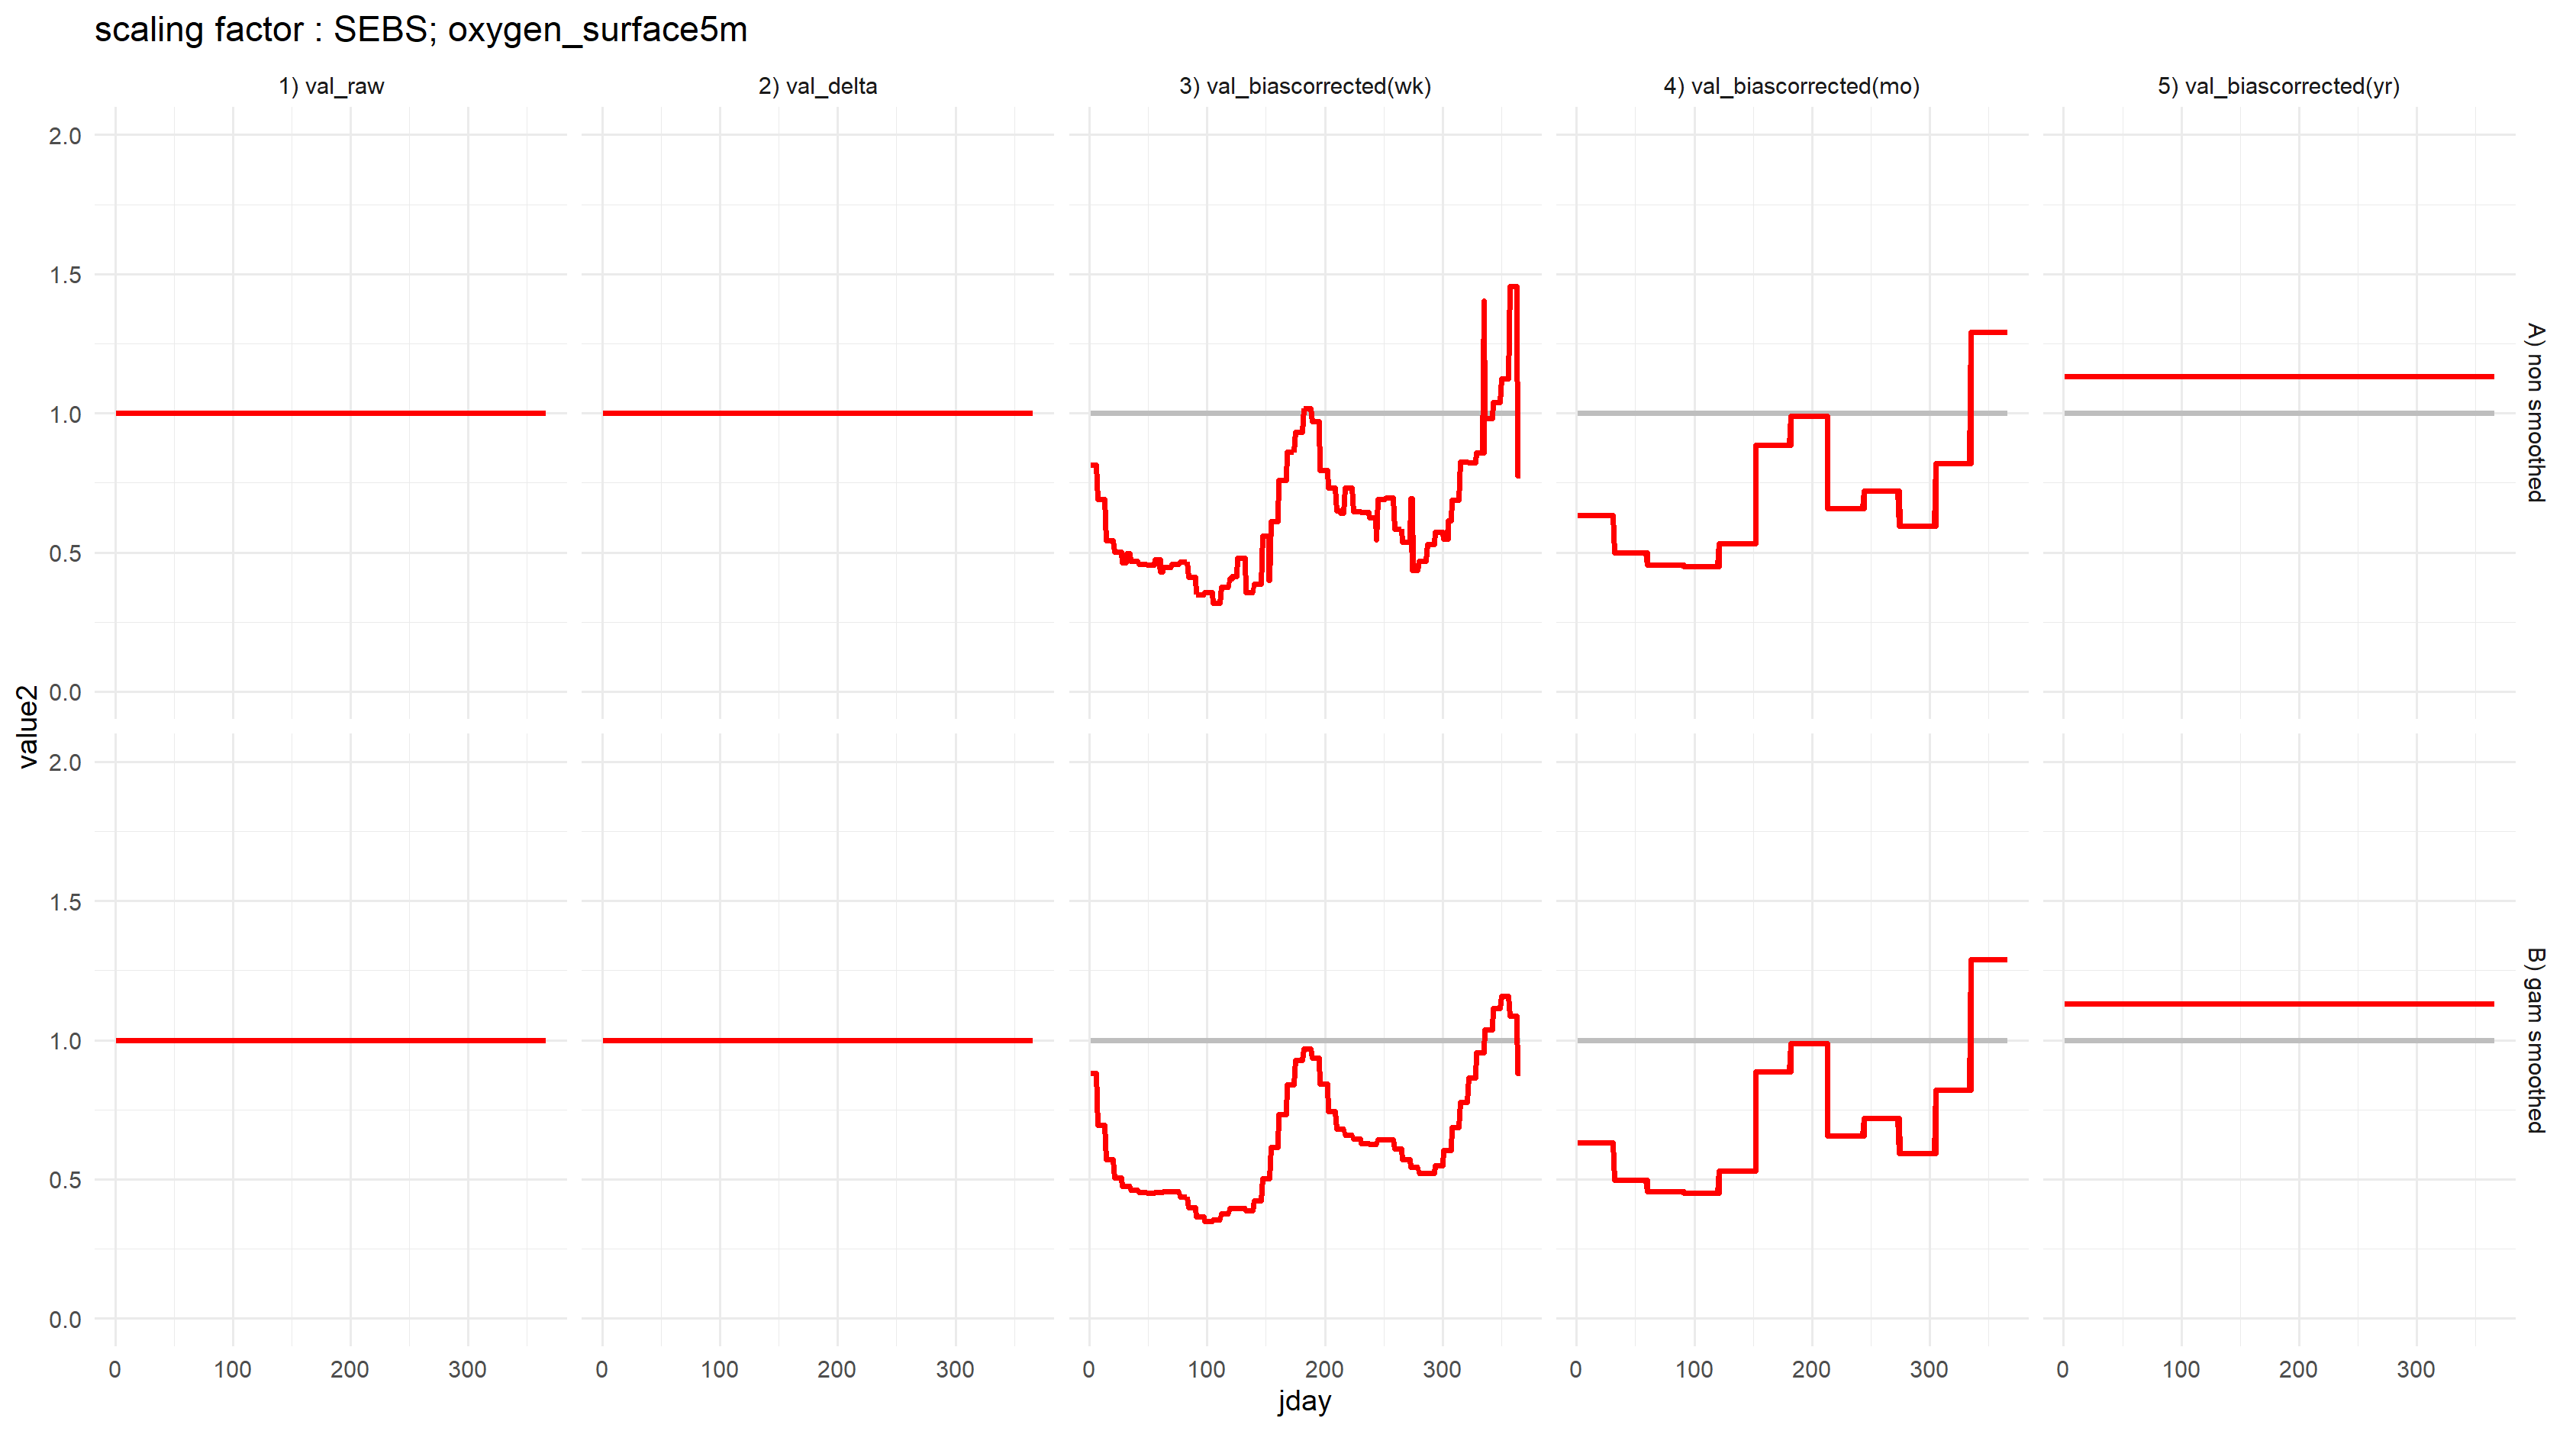 scaling factor : SEBS; oxygen_surface5m
1) val_raw
2) val_delta
3) val_biascorrected(wk)
4) val_biascorrected(mo)
5) val_biascorrected(yr)
2.0
1.5
1.0
0.5
0.0
A) non smoothed
value2
2.0
1.5
1.0
0.5
0.0
B) gam smoothed
0 100 200 300
0 100 200 300
0 100 200 300
0 100 200 300
0 100 200 300
jday